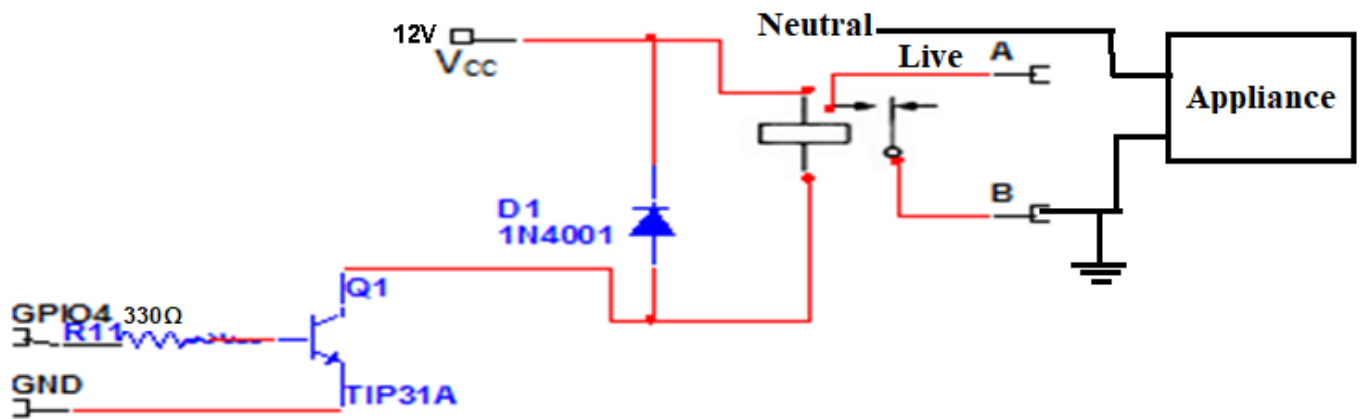 Neutral
12V
Vcc
Live
A
Appliance
B
D1
1N4001
Q1
GPIO4
330Ω
R11
GND
TIP31A